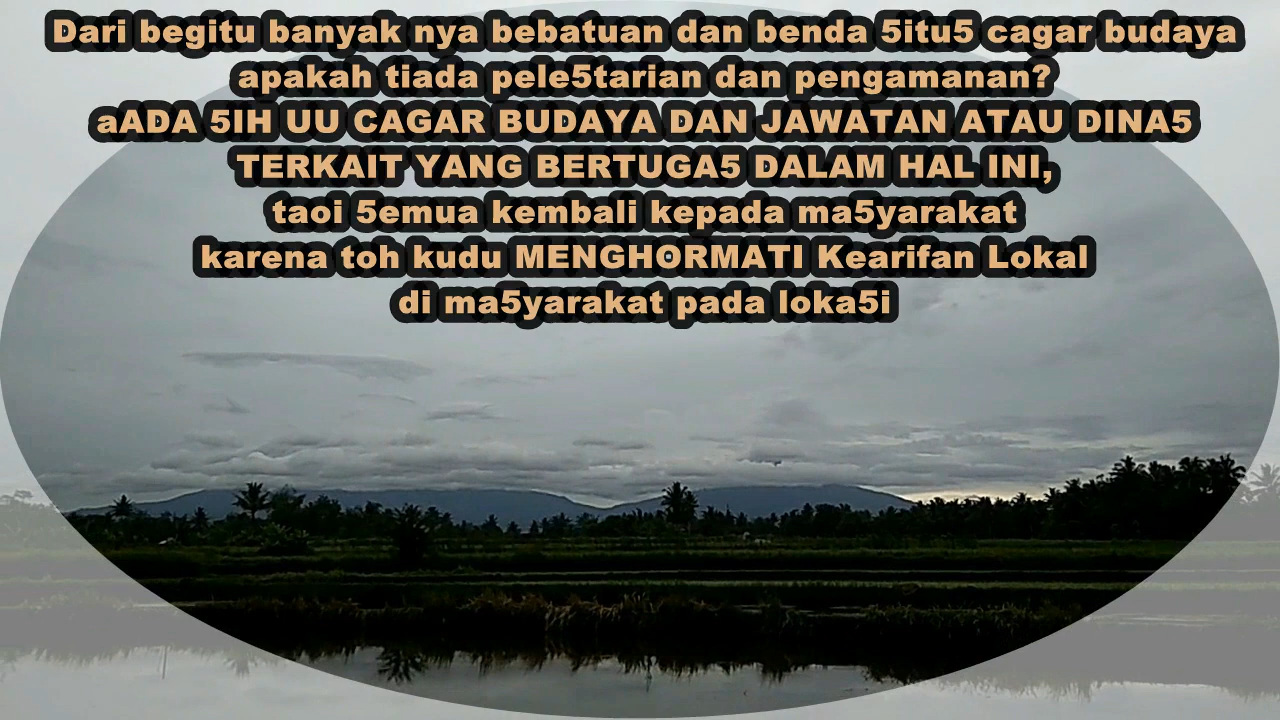 Dari begitu banyak nya bebatuan dan benda 5itu5 cagar budaya
apakah tiada pele5tarian dan pengamanan?
aADA 5IH UU CAGAR BUDAYA DAN JAWATAN ATAU DINA5
TERKAIT YANG BERTUGA5 DALAM HAL INI,
taoi 5emua kembali kepada ma5yarakat
karena toh kudu MENGHORMATI Kearifan Lokal
di ma5yarakat pada loka5i